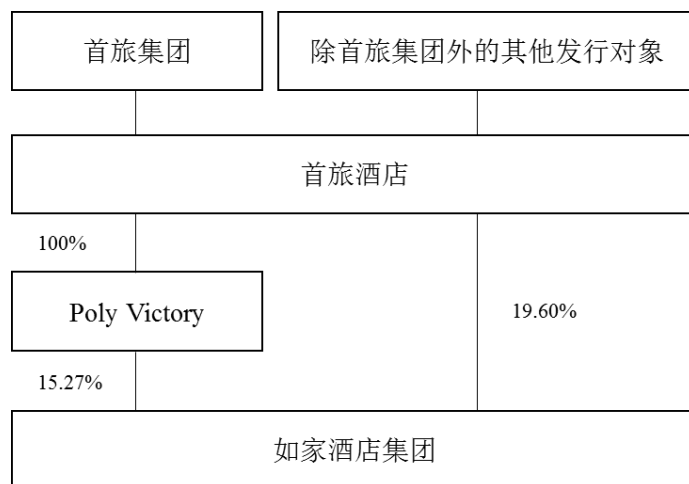 首旅集团
除首旅集团外的其他发行对象
首旅酒店
100%
Poly Victory
19.60%
15.27%
如家酒店集团